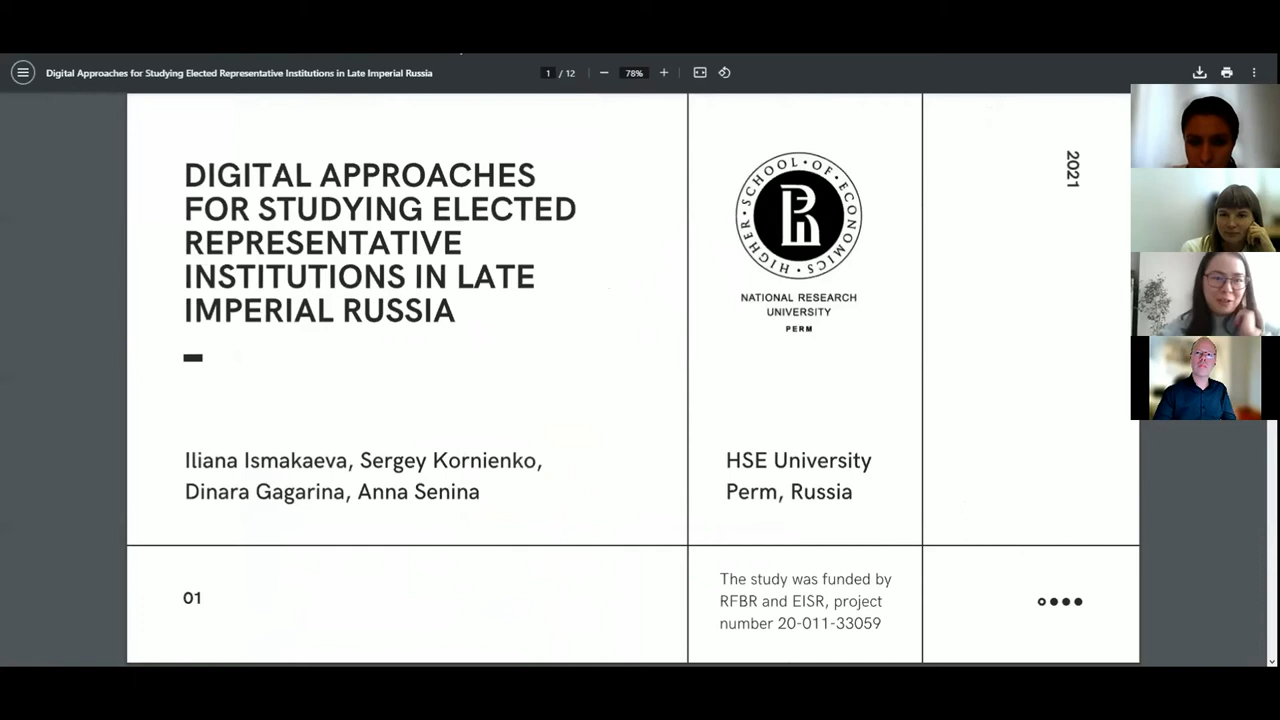 Digital Approaches for Studying Elected Representative Institutions in Late Imperial Russia
1 / 12
78%
DIGITAL APPROACHES
FOR STUDYING ELECTED
REPRESENTATIVE
INSTITUTIONS IN LATE
IMPERIAL RUSSIA
HIGHER • SCHOOL • OF • ECONOMICS •
NATIONAL RESEARCH
UNIVERSITY
PERM
2021
Iliana Ismakaeva, Sergey Kornienko,
Dinara Gagarina, Anna Senina
HSE University
Perm, Russia
01
The study was funded by
RFBR and EISR, project
number 20-011-33059